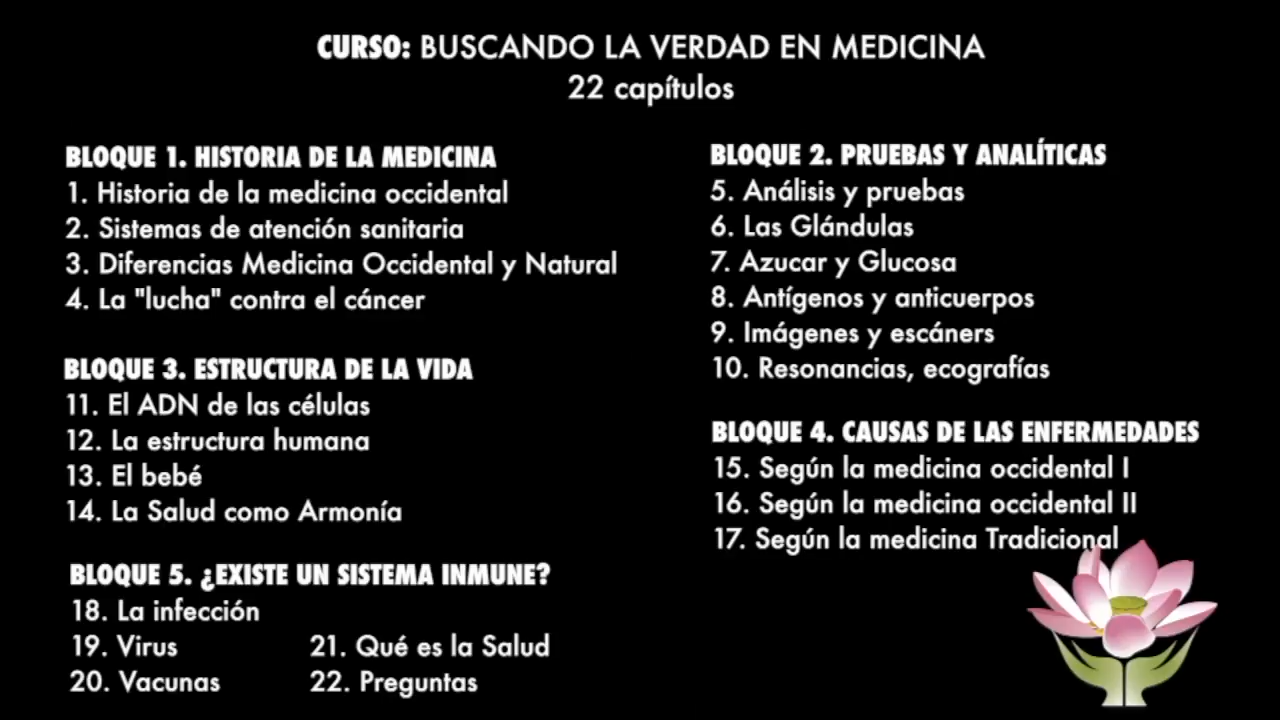 CURSO: BUSCANDO LA VERDAD EN MEDICINA
22 capítulos
BLOQUE 1. HISTORIA DE LA MEDICINA
1. Historia de la medicina occidental
2. Sistemas de atención sanitaria
3. Diferencias Medicina Occidental y Natural
4. La "lucha" contra el cáncer
BLOQUE 2. PRUEBAS Y ANALÍTICAS
5. Análisis y pruebas
6. Las Glándulas
7. Azucar y Glucosa
8. Antígenos y anticuerpos
9. Imágenes y escáners
10. Resonancias, ecografías
BLOQUE 3. ESTRUCTURA DE LA VIDA
11. El ADN de las células
12. La estructura humana
13. El bebé
14. La Salud como Armonía
BLOQUE 4. CAUSAS DE LAS ENFERMEDADES
15. Según la medicina occidental I
16. Según la medicina occidental II
17. Según la medicina Tradicional
BLOQUE 5. ¿EXISTE UN SISTEMA INMUNE?
18. La infección
19. Virus
20. Vacunas
21. Qué es la Salud
22. Preguntas